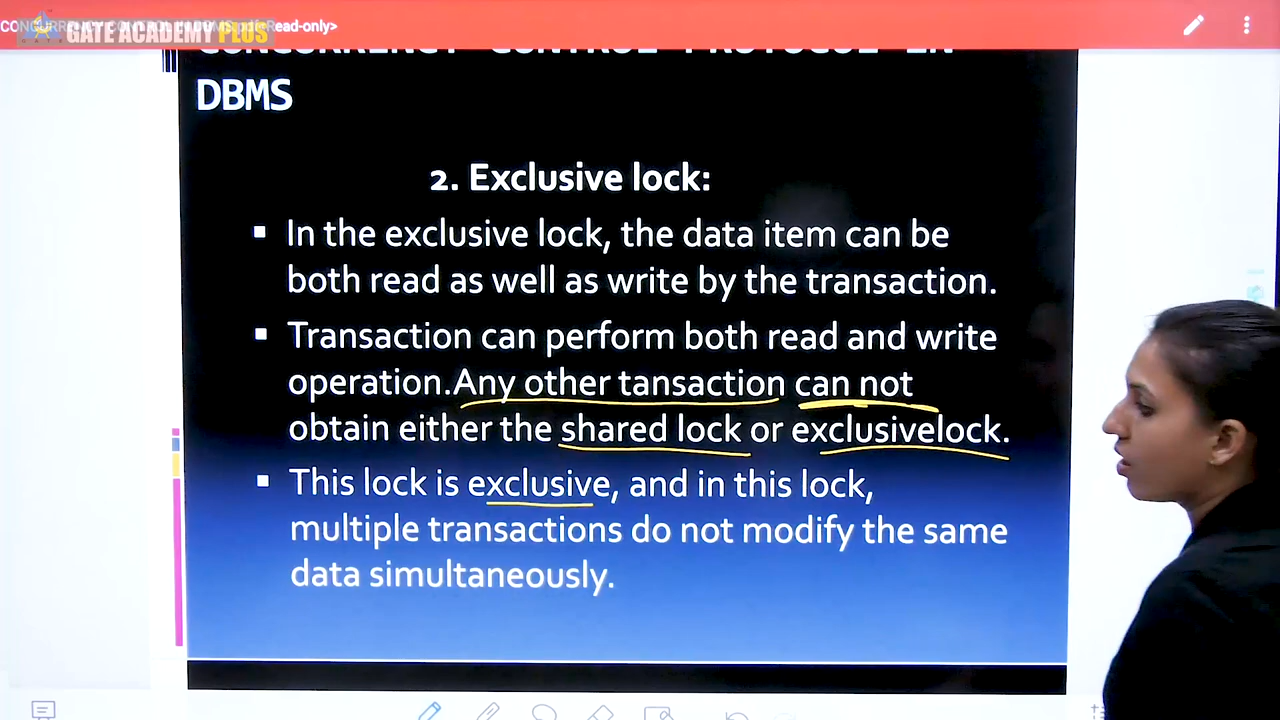 GATE ACADEMY PLUS
CONCURRENCY CONTROL IN DBMS.pdf <Read-only>
CONCURRENCY CONTROL PROTOCOL IN
DBMS
2. Exclusive lock:
▪ In the exclusive lock, the data item can be
both read as well as write by the transaction.
▪ Transaction can perform both read and write
operation.Any other tansaction can not
obtain either the shared lock or exclusivelock.
▪ This lock is exclusive, and in this lock,
multiple transactions do not modify the same
data simultaneously.